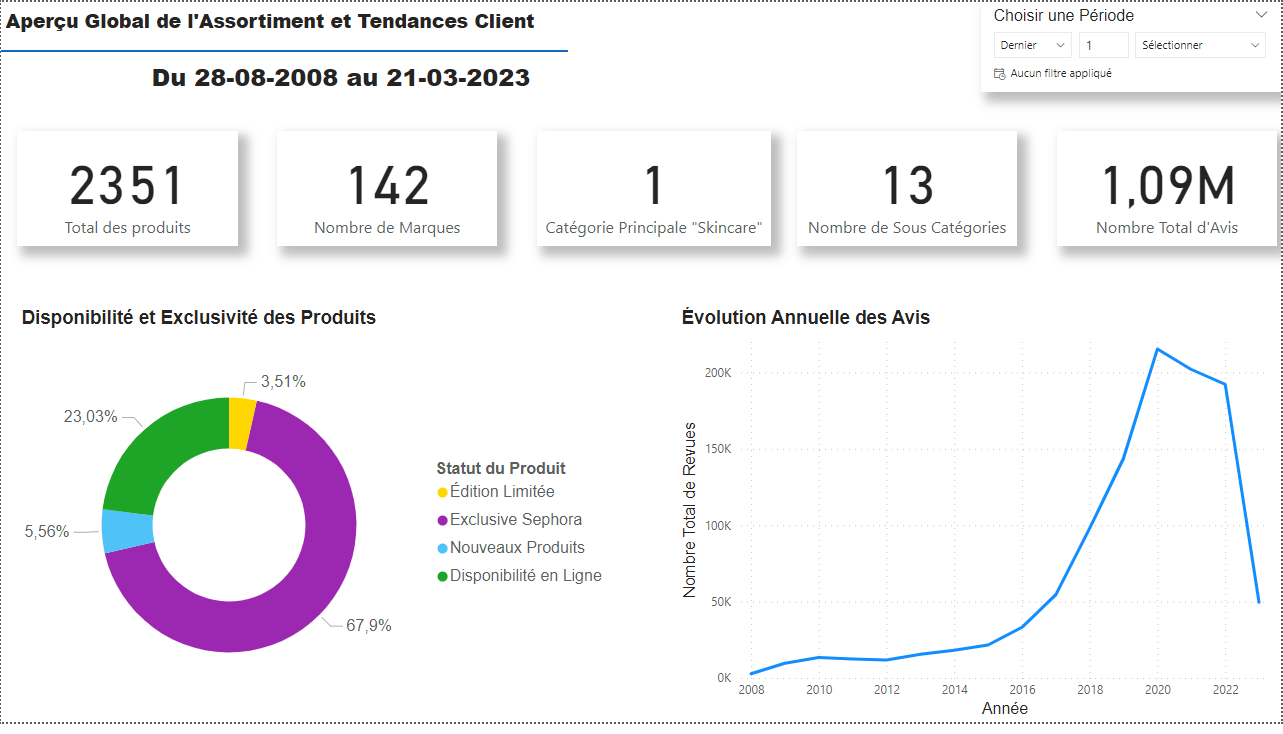 Aperçu Global de l'Assortiment et Tendances Client
Du 28-08-2008 au 21-03-2023
Choisir une Période
Dernier 1 Sélectionner
Aucun filtre appliqué
2351
Total des produits
142
Nombre de Marques
1
Catégorie Principale "Skincare"
13
Nombre de Sous Catégories
1,09M
Nombre Total d'Avis
Disponibilité et Exclusivité des Produits
3,51%
23,03%
5,56%
67,9%
Statut du Produit
Édition Limitée
Exclusive Sephora
Nouveaux Produits
Disponibilité en Ligne
Évolution Annuelle des Avis
Nombre Total de Revues
200K
150K
100K
50K
0K
2008 2010 2012 2014 2016 2018 2020 2022
Année